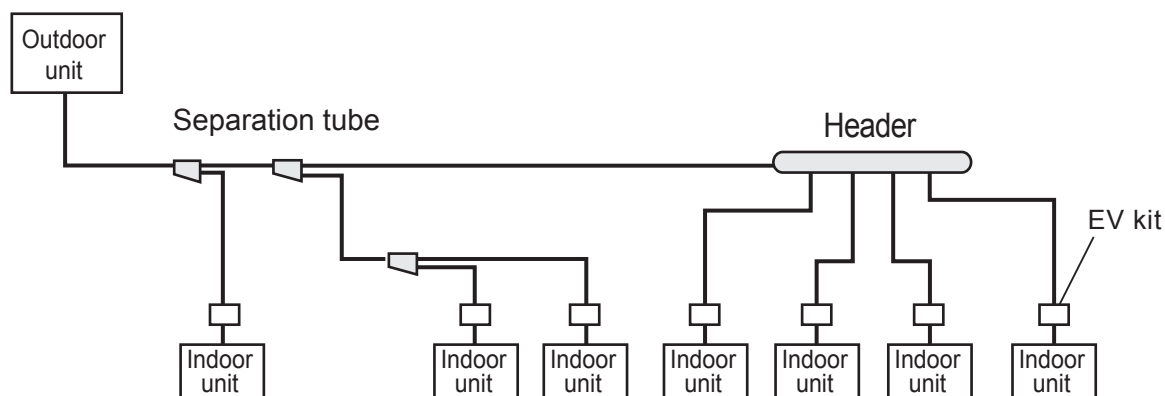 Outdoor
unit
Separation tube
Header
EV kit
Indoor
unit
Indoor
unit
Indoor
unit
Indoor
unit
Indoor
unit
Indoor
unit
Indoor
unit